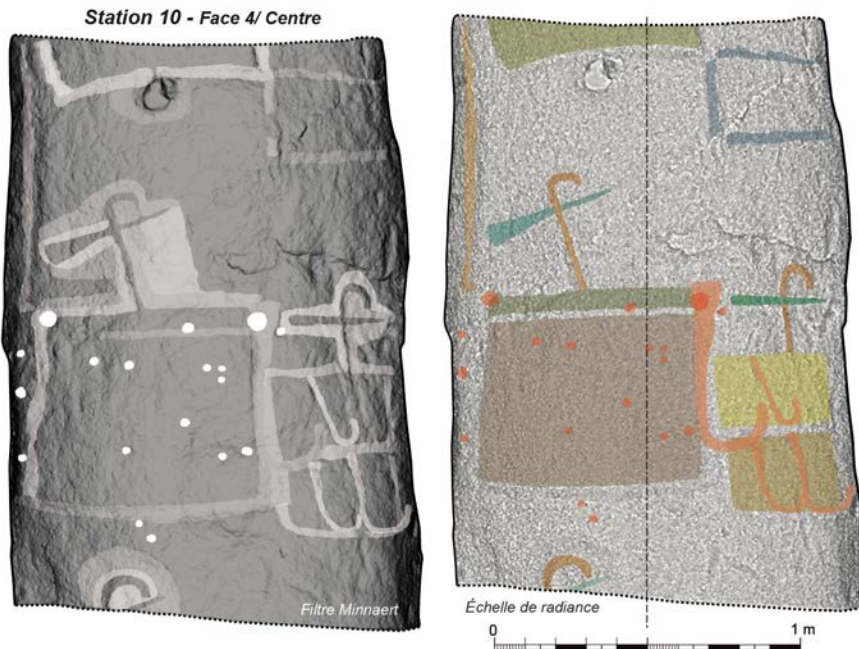 Station 10 - Face 4/ Centre
Filtre Minnaert
Échelle de radiance
0 1 m